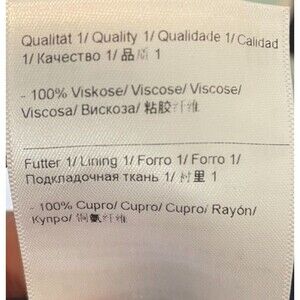 Qualität 1/ Quality 1/ Qualidade 1/ Calidad
1/ Качество 1/ 品质 1
- 100% Viskose/ Viscose/ Viscose/
Viscosa/ Вискоза/ 粘胶纤维
Futter 1/ Lining 1/ Forro 1/ Forro 1/
Подкладочная ткань 1/ 衬里 1
- 100% Cupro/ Cupro/ Cupro/ Rayón/
Купро/ 铜氨纤维